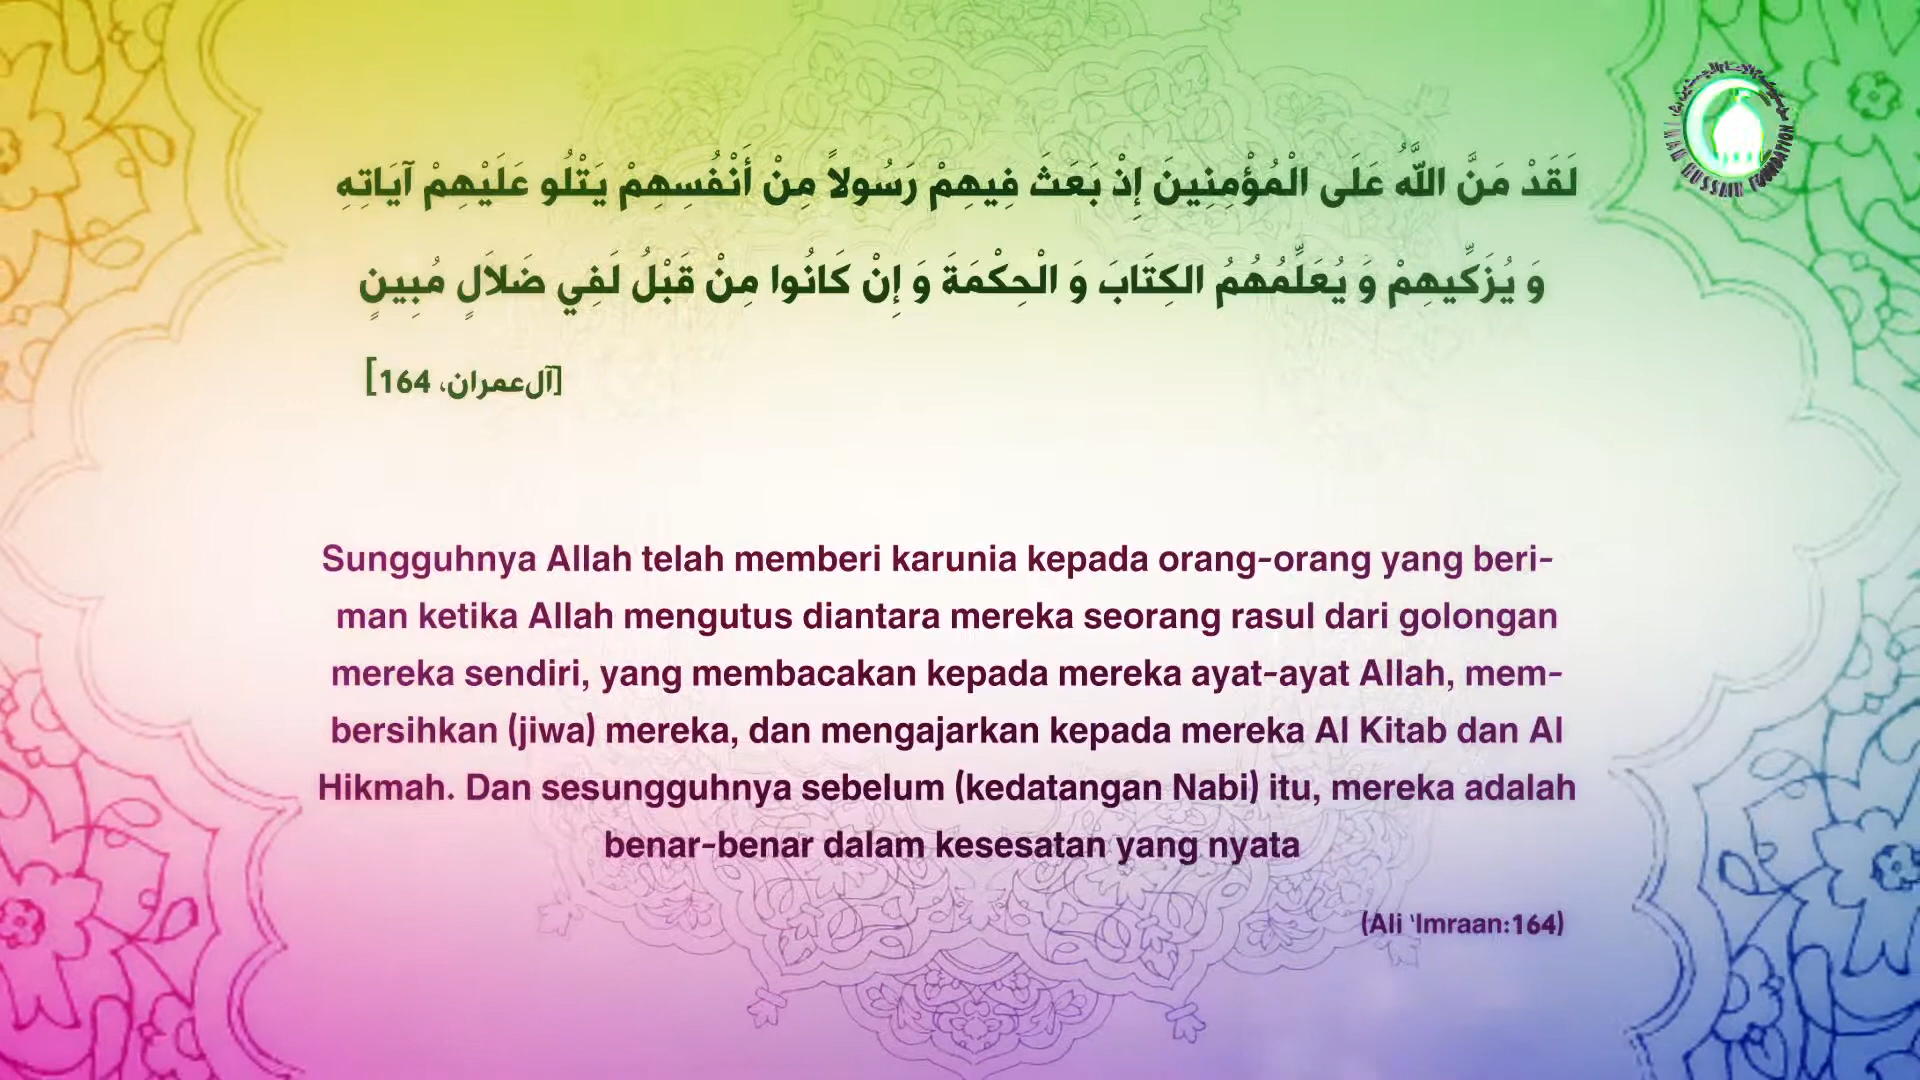 لَقَدْ مَنَّ اللَّهُ عَلَى الْمُؤْمِنِينَ إِذْ بَعَثَ فِيهِمْ رَسُولاً مِنْ أَنْفُسِهِمْ يَتْلُو عَلَيْهِمْ آيَاتِهِ
وَ يُزَكِّيهِمْ وَ يُعَلِّمُهُمُ الكِتَابَ وَ الْحِكْمَةَ وَ إِنْ كَانُوا مِنْ قَبْلُ لَفِي ضَلاَلٍ مُبِينٍ
[آل‌عمران، 164]
Sungguhnya Allah telah memberi karunia kepada orang-orang yang beri-
man ketika Allah mengutus diantara mereka seorang rasul dari golongan
mereka sendiri, yang membacakan kepada mereka ayat-ayat Allah, mem-
bersihkan (jiwa) mereka, dan mengajarkan kepada mereka Al Kitab dan Al
Hikmah. Dan sesungguhnya sebelum (kedatangan Nabi) itu, mereka adalah
benar-benar dalam kesesatan yang nyata
(Ali 'Imraan:164)
IMAM HUSSAIN FOUNDATION